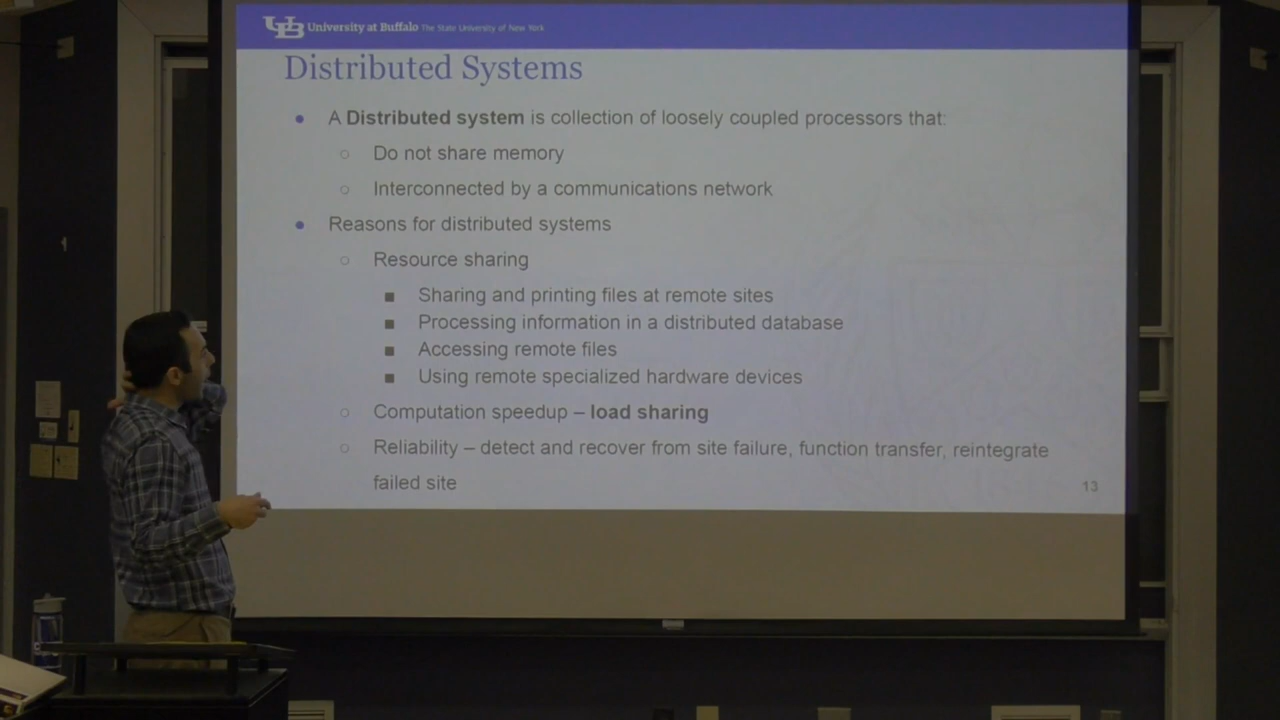 UB University at Buffalo The State University of New York
Distributed Systems
● A Distributed system is collection of loosely coupled processors that:
○ Do not share memory
○ Interconnected by a communications network
● Reasons for distributed systems
○ Resource sharing
■ Sharing and printing files at remote sites
■ Processing information in a distributed database
■ Accessing remote files
■ Using remote specialized hardware devices
○ Computation speedup – load sharing
○ Reliability – detect and recover from site failure, function transfer, reintegrate
failed site
13